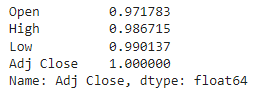 Open 0.971783
High 0.986715
Low 0.990137
Adj Close 1.000000
Name: Adj Close, dtype: float64